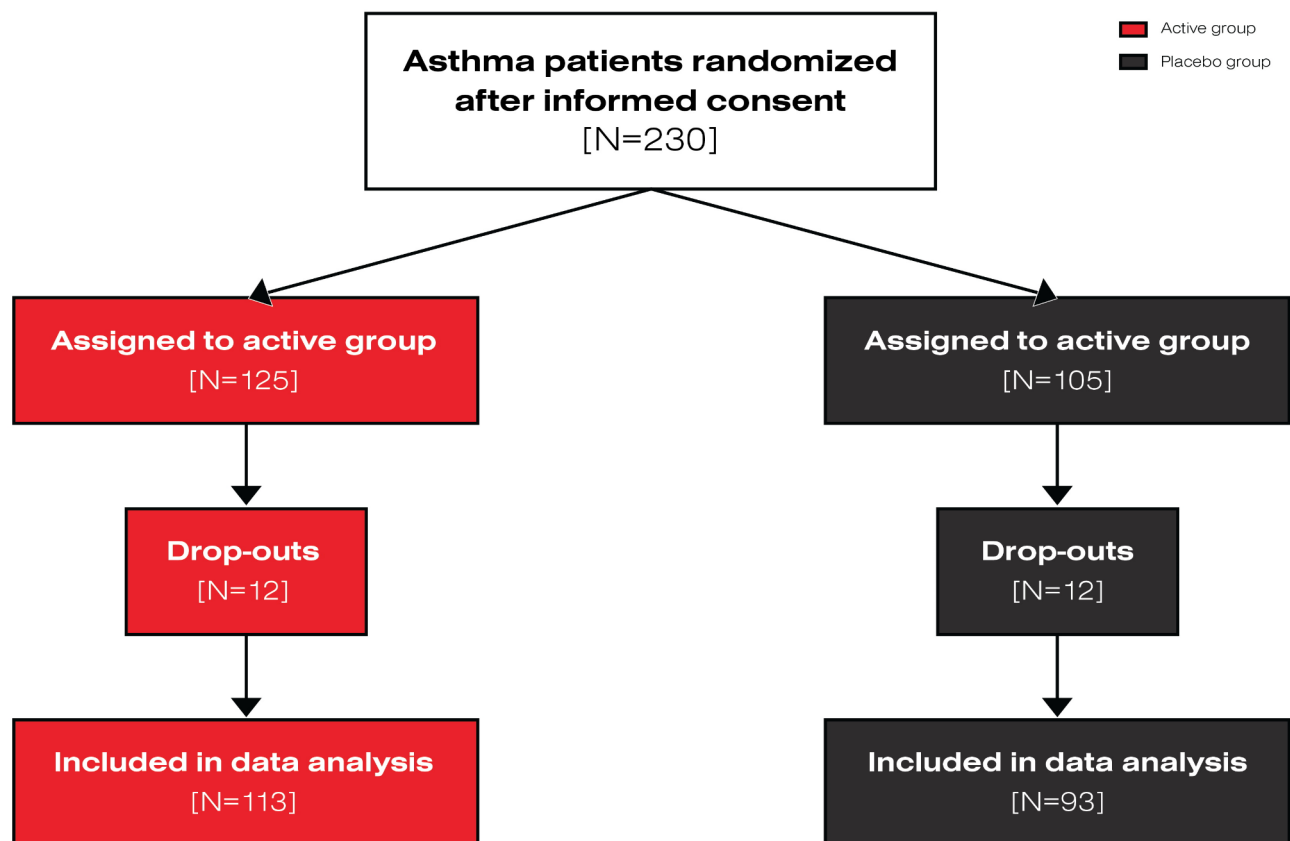 Asthma patients randomized
after informed consent
[N=230]
Active group
Placebo group
Assigned to active group
[N=125]
Assigned to active group
[N=105]
Drop-outs
[N=12]
Drop-outs
[N=12]
Included in data analysis
[N=113]
Included in data analysis
[N=93]